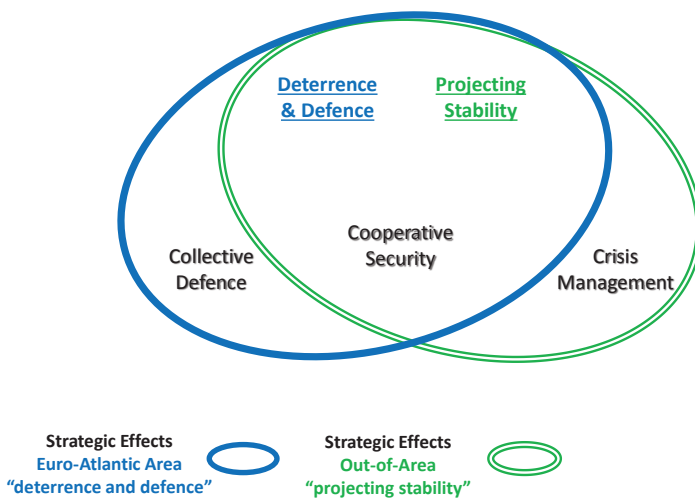 Deterrence
& Defence
Projecting
Stability
Collective
Defence
Cooperative
Security
Crisis
Management
Strategic Effects
Euro-Atlantic Area
“deterrence and defence”
Strategic Effects
Out-of-Area
“projecting stability”